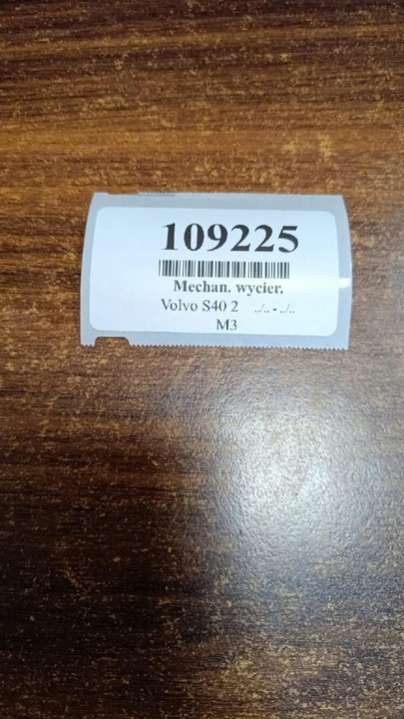 109225
Mechan. wycier.
Volvo S40 2 ../.. - ../..
M3